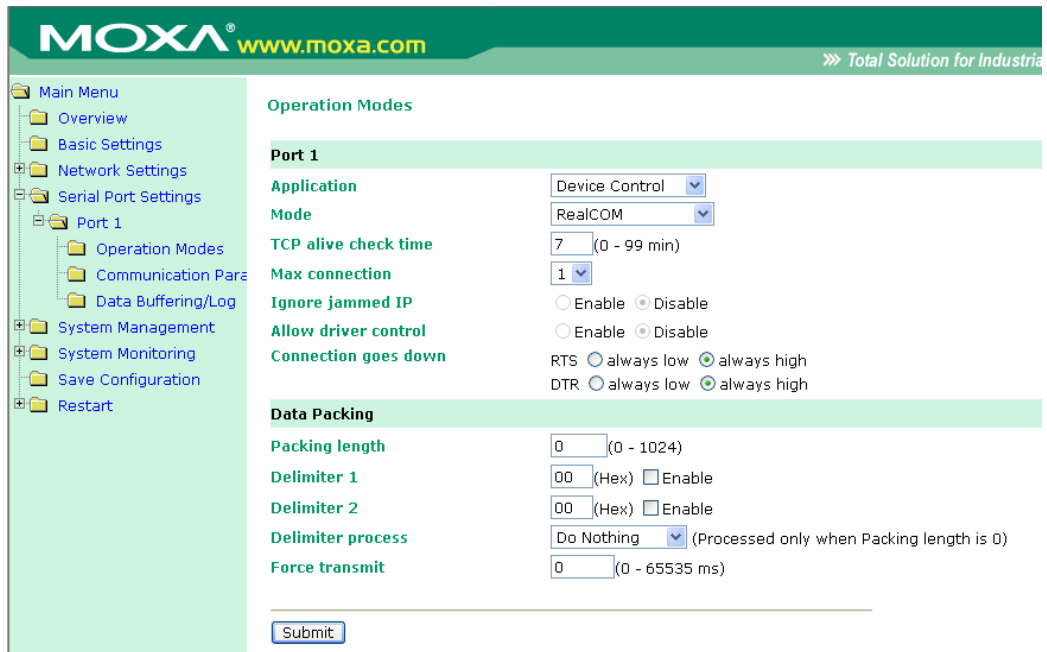 MOXA® www.moxa.com
Total Solution for Industria
Main Menu
Overview
Basic Settings
Network Settings
Serial Port Settings
Port 1
Operation Modes
Communication Para
Data Buffering/Log
System Management
System Monitoring
Save Configuration
Restart
Operation Modes
Port 1
Application Device Control
Mode RealCOM
TCP alive check time 7 (0 - 99 min)
Max connection 1
Ignore jammed IP Enable Disable
Allow driver control Enable Disable
Connection goes down RTS always low always high
DTR always low always high
Data Packing
Packing length 0 (0 - 1024)
Delimiter 1 00 (Hex) Enable
Delimiter 2 00 (Hex) Enable
Delimiter process Do Nothing (Processed only when Packing length is 0)
Force transmit 0 (0 - 65535 ms)
Submit